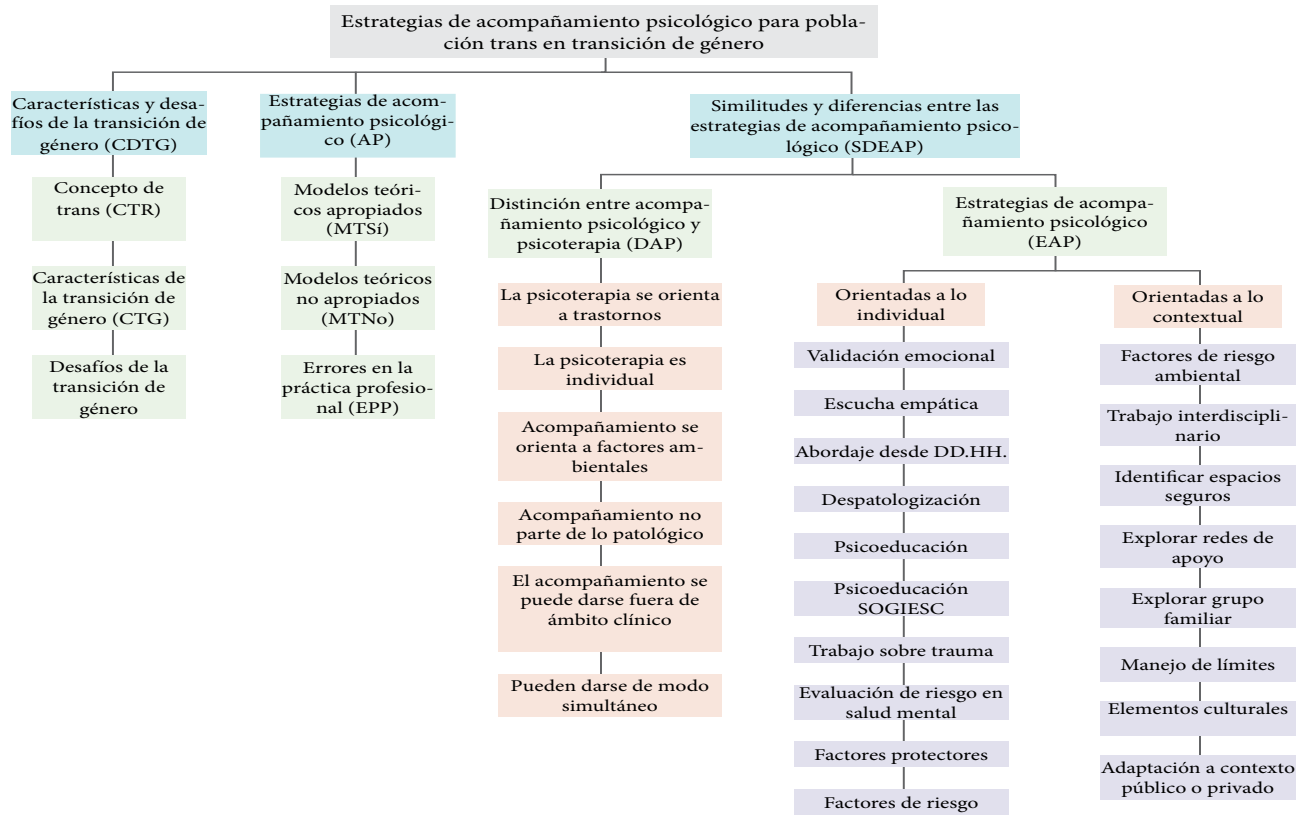 Estrategias de acompañamiento psicológico para pobla-
ción trans en transición de género
Características y desa-
fíos de la transición de
género (CDTG)
Concepto de
trans (CTR)
Características de
la transición de
género (CTG)
Desafíos de la
transición de
género
Estrategias de acom-
pañamiento psicológi-
co (AP)
Modelos teóri-
cos apropiados
(MTSí)
Modelos teóricos
no apropiados
(MTNo)
Errores en la
práctica profesio-
nal (EPP)
Similitudes y diferencias entre las
estrategias de acompañamiento psico-
lógico (SDEAP)
Distinción entre acompa-
ñamiento psicológico y
psicoterapia (DAP)
La psicoterapia se orienta
a trastornos
La psicoterapia es
individual
Acompañamiento se
orienta a factores am-
bientales
Acompañamiento no
parte de lo patológico
El acompañamiento se
puede darse fuera de
ámbito clínico
Pueden darse de modo
simultáneo
Estrategias de acompa-
ñamiento psicológico
(EAP)
Orientadas a lo
individual
Validación emocional
Escucha empática
Abordaje desde DD.HH.
Despatologización
Psicoeducación
Psicoeducación
SOGIESC
Trabajo sobre trauma
Evaluación de riesgo en
salud mental
Factores protectores
Factores de riesgo
Orientadas a lo
contextual
Factores de riesgo
ambiental
Trabajo interdiscipli-
nario
Identificar espacios
seguros
Explorar redes de
apoyo
Explorar grupo
familiar
Manejo de límites
Elementos culturales
Adaptación a contexto
público o privado